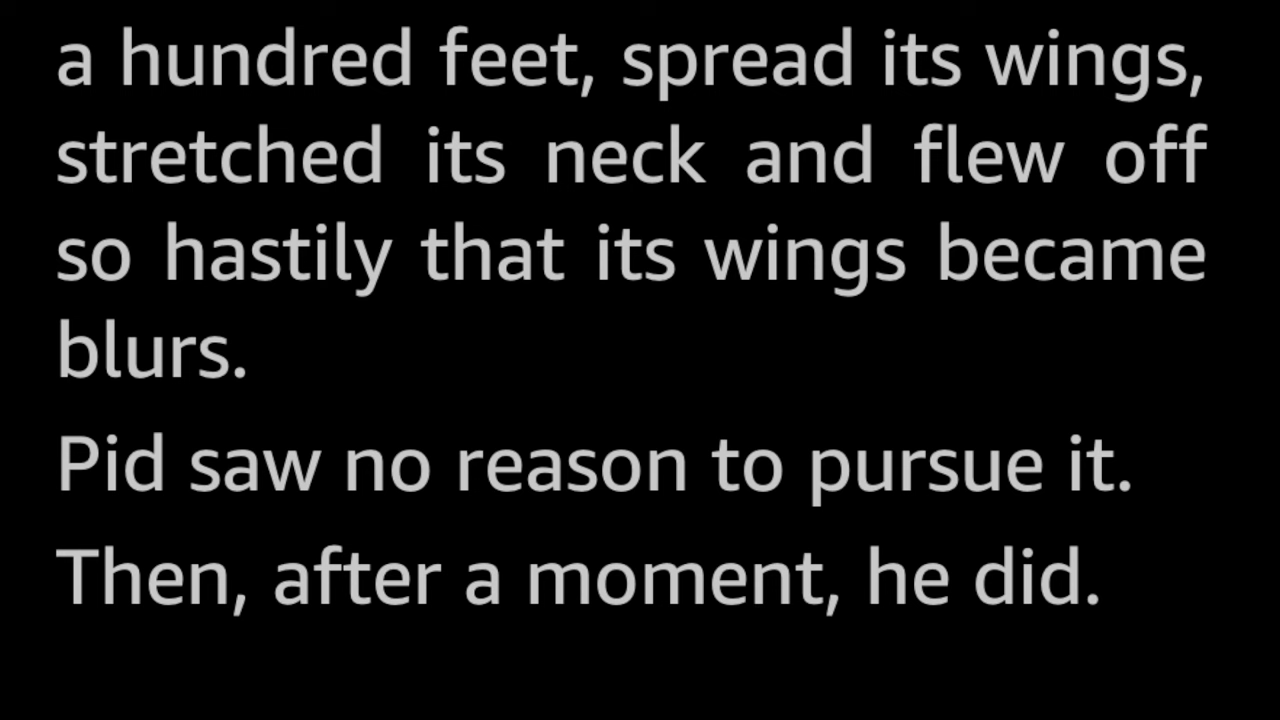 a hundred feet, spread its wings,
stretched its neck and flew off
so hastily that its wings became
blurs.
Pid saw no reason to pursue it.
Then, after a moment, he did.